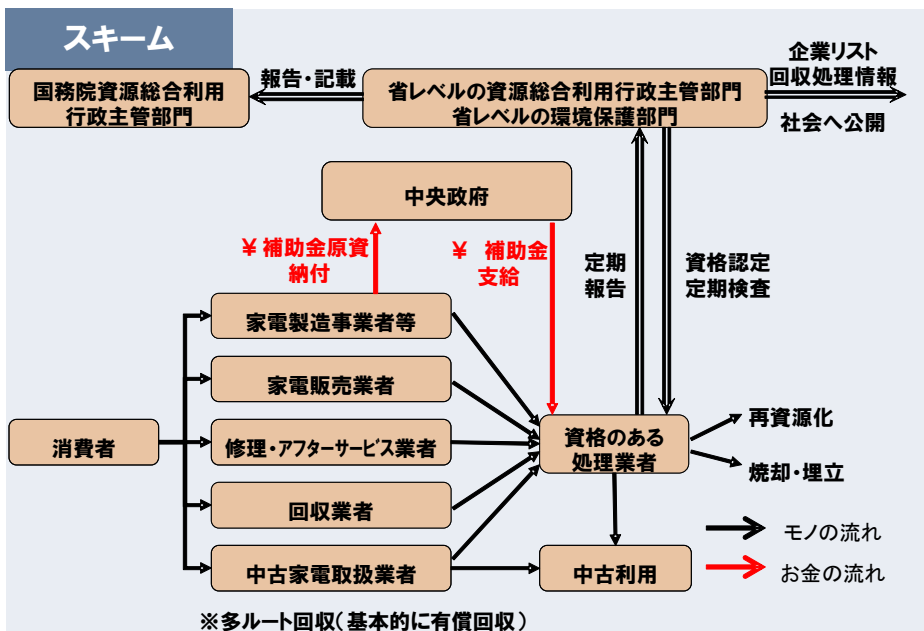 スキーム
国務院資源総合利用
行政主管部門
報告・記載
省レベルの資源総合利用行政主管部門
省レベルの環境保護部門
企業リスト
回収処理情報
社会へ公開
中央政府
¥補助金原資
納付
¥ 補助金
支給
定期
報告
資格認定
定期検査
家電製造事業者等
家電販売業者
消費者
修理・アフターサービス業者
資格のある
処理業者
再資源化
焼却・埋立
回収業者
中古家電取扱業者
中古利用
モノの流れ
お金の流れ
※多ルート回収(基本的に有償回収)